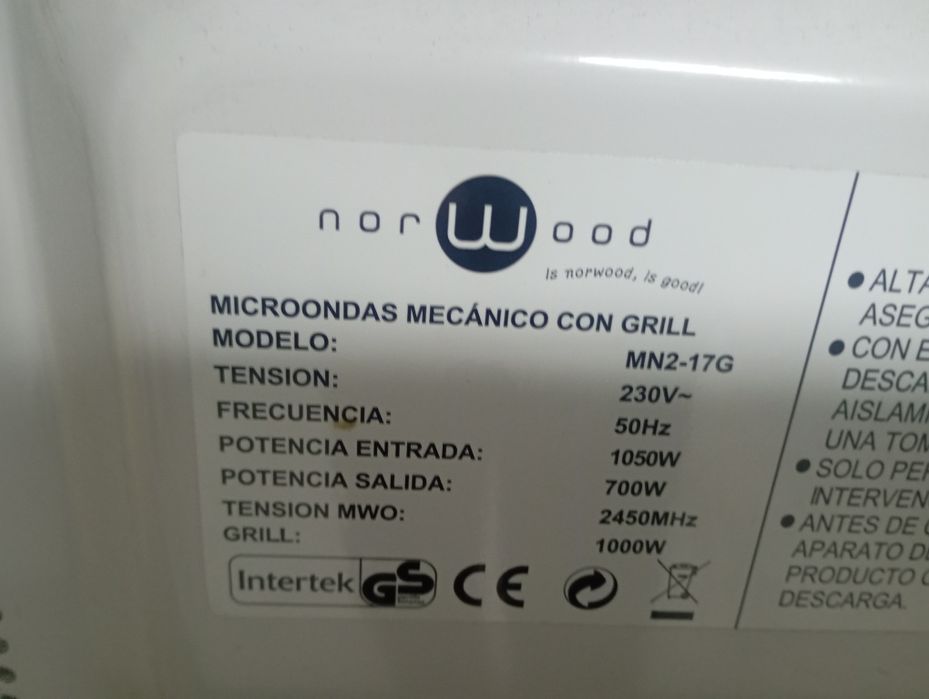 norwood
Is norwood, is good!
MICROONDAS MECÁNICO CON GRILL
MODELO: MN2-17G
TENSION: 230V~
FRECUENCIA: 50Hz
POTENCIA ENTRADA: 1050W
POTENCIA SALIDA: 700W
TENSION MWO: 2450MHz
GRILL: 1000W
Intertek GS CE
● ALTA
ASEG
● CON E
DESCA
AISLAMI
UNA TOM
● SOLO PER
INTERVEN
● ANTES DE
APARATO D
PRODUCTO
DESCARGA.